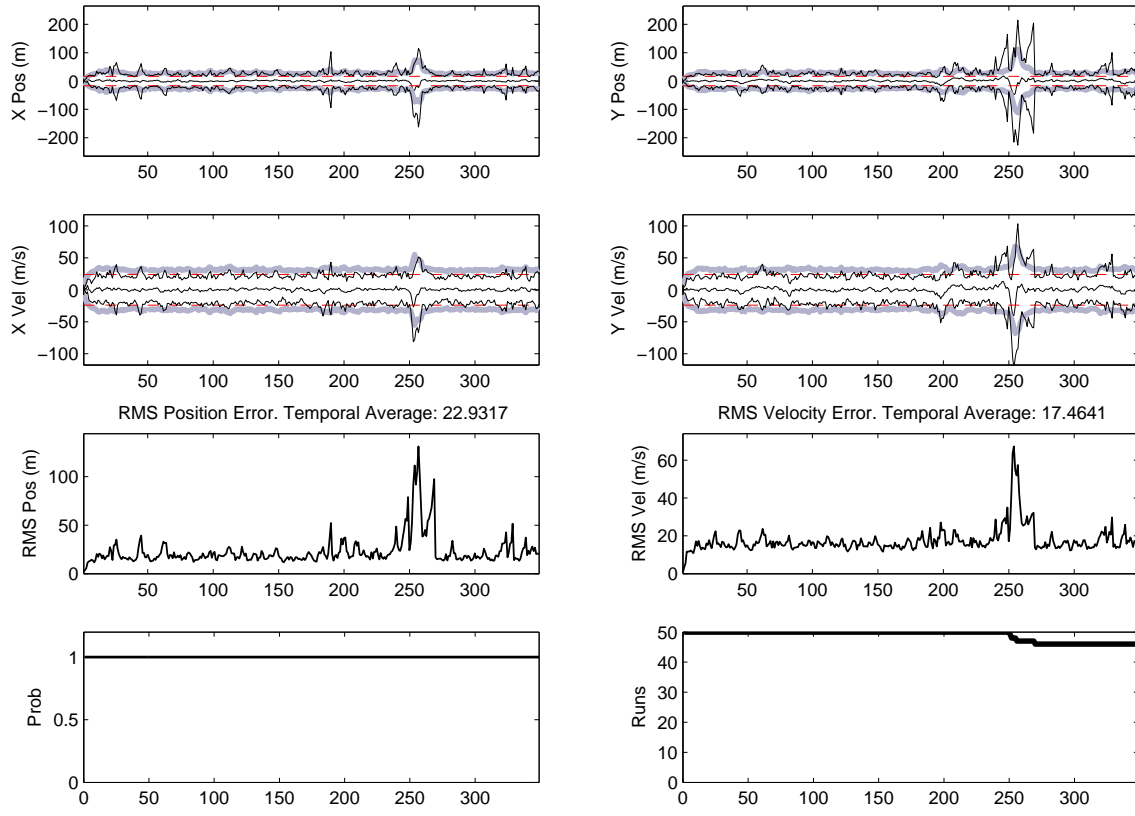 200
100
0
−100
−200
X Pos (m)
50 100 150 200 250 300
200
100
0
−100
−200
Y Pos (m)
50 100 150 200 250 300
100
50
0
−50
−100
X Vel (m/s)
50 100 150 200 250 300
100
50
0
−50
−100
Y Vel (m/s)
50 100 150 200 250 300
RMS Position Error. Temporal Average: 22.9317
100
50
0
RMS Pos (m)
0 50 100 150 200 250 300
RMS Velocity Error. Temporal Average: 17.4641
60
40
20
0
RMS Vel (m/s)
0 50 100 150 200 250 300
1
0.5
0
Prob
0 50 100 150 200 250 300
50
40
30
20
10
0
Runs
0 50 100 150 200 250 300